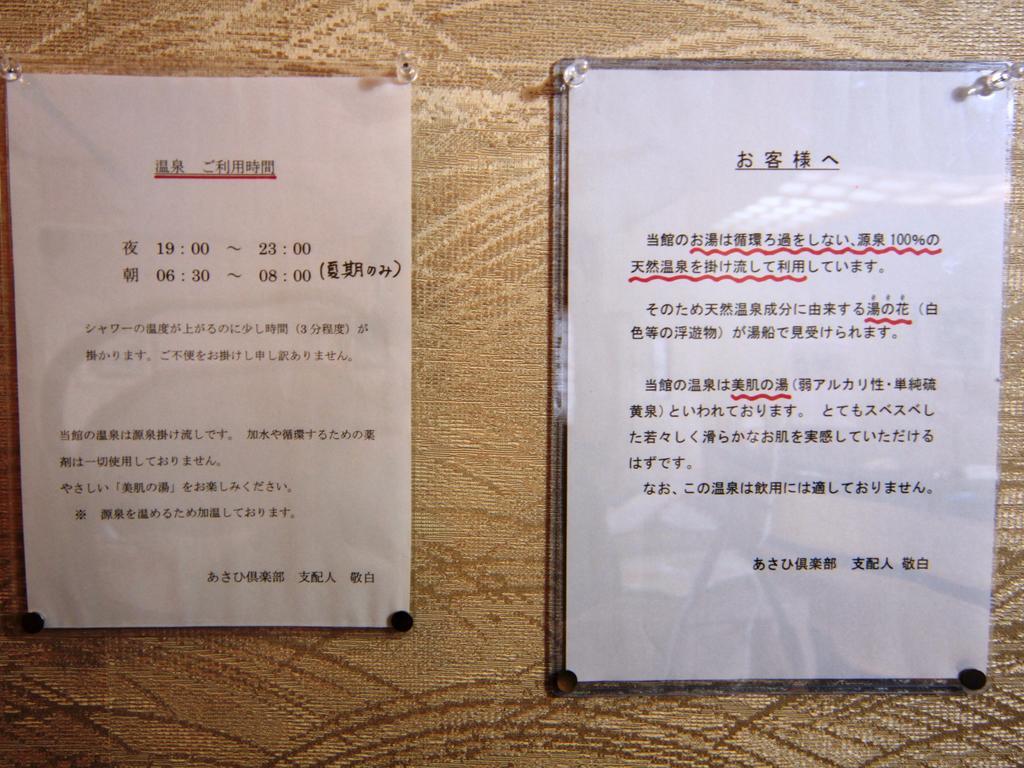 温泉　ご利用時間
夜 19：00 ～ 23：00
朝 06：30 ～ 08：00 (夏期のみ)
シャワーの温度が上がるのに少し時間（3分程度）が
掛かります。ご不便をお掛けし申し訳ありません。
当館の温泉は源泉掛け流しです。 加水や循環するための薬
剤は一切使用しておりません。
やさしい「美肌の湯」をお楽しみください。
※　源泉を温めるため加温しております。
あさひ倶楽部　支配人　敬白
お客様へ
当館のお湯は循環ろ過をしない、源泉100％の
天然温泉を掛け流して利用しています。
そのため天然温泉成分に由来する湯の花（白
色等の浮遊物）が湯船で見受けられます。
当館の温泉は美肌の湯（弱アルカリ性・単純硫
黄泉）といわれております。 とてもスベスベし
た若々しく滑らかなお肌を実感していただける
はずです。
なお、この温泉は飲用には適しておりません。
あさひ倶楽部　支配人 敬白